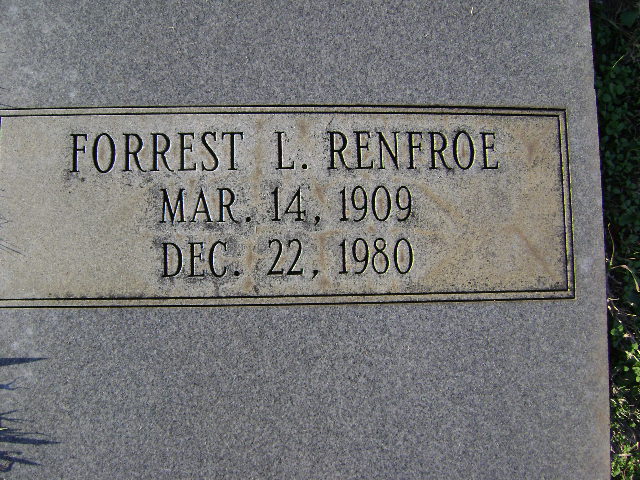 FORREST L. RENFROE
MAR. 14, 1909
DEC. 22, 1980